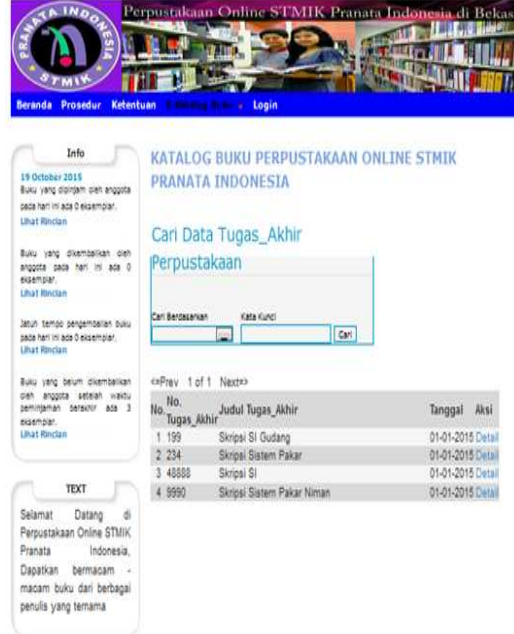 Perpustakaan Online STMIK Pranata Indonesia di Bekas
PRANATA INDONESIA
STMIK
Beranda Prosedur Ketentuan Login
Info
19 October 2015
Buku yang dipinjam oleh anggota
pada hari ini ada 0 eksemplar.
Lihat Rincian
Buku yang dikembalikan oleh
anggota pada hari ini ada 0
eksemplar.
Lihat Rincian
Jatuh tempo pengembalian buku
pada hari ini 0 eksemplar.
Lihat Rincian
Buku yang belum dikembalikan
oleh anggota setelah waktu
peminjaman berakhir ada 3
eksemplar.
Lihat Rincian
TEXT
Selamat Datang di
Perpustakaan Online STMIK
Pranata Indonesia,
Dapatkan bermacam -
macam buku dari berbagai
penulis yang ternama
KATALOG BUKU PERPUSTAKAAN ONLINE STMIK
PRANATA INDONESIA
Cari Data Tugas_Akhir
Perpustakaan
Cari Berdasarkan Kata Kunci
... Cari
<<Prev 1 of 1 Next>>
No. No. Tugas_Akhir Judul Tugas_Akhir Tanggal Aksi
1 199 Skripsi SI Gudang 01-01-2015 Detail
2 234 Skripsi Sistem Pakar 01-01-2015 Detail
3 48888 Skripsi SI 01-01-2015 Detail
4 9990 Skripsi Sistem Pakar Niman 01-01-2015 Detail